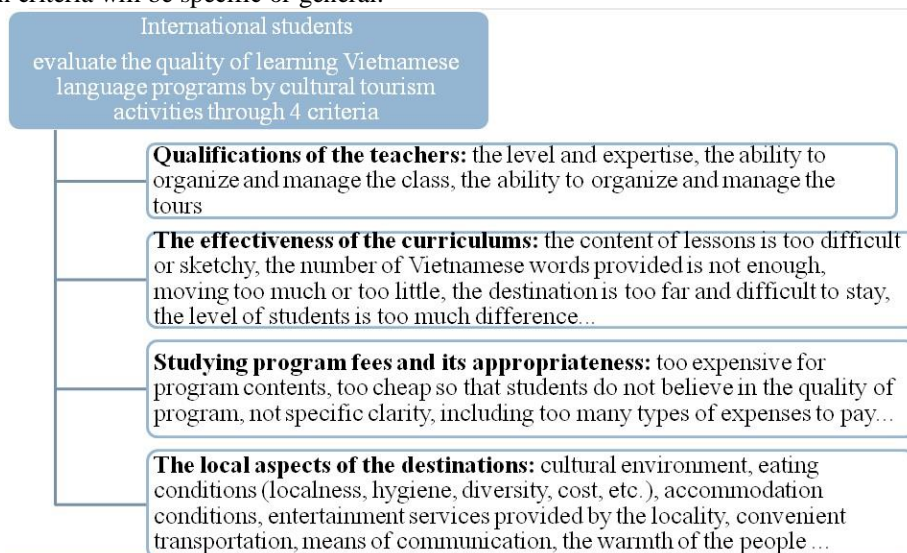 criteria will be specific or general.
International students
evaluate the quality of learning Vietnamese
language programs by cultural tourism
activities through 4 criteria
Qualifications of the teachers: the level and expertise, the ability to
organize and manage the class, the ability to organize and manage the
tours
The effectiveness of the curriculums: the content of lessons is too difficult
or sketchy, the number of Vietnamese words provided is not enough,
moving too much or too little, the destination is too far and difficult to stay,
the level of students is too much difference...
Studying program fees and its appropriateness: too expensive for
program contents, too cheap so that students do not believe in the quality of
program, not specific clarity, including too many types of expenses to pay...
The local aspects of the destinations: cultural environment, eating
conditions (localness, hygiene, diversity, cost, etc.), accommodation
conditions, entertainment services provided by the locality, convenient
transportation, means of communication, the warmth of the people ...